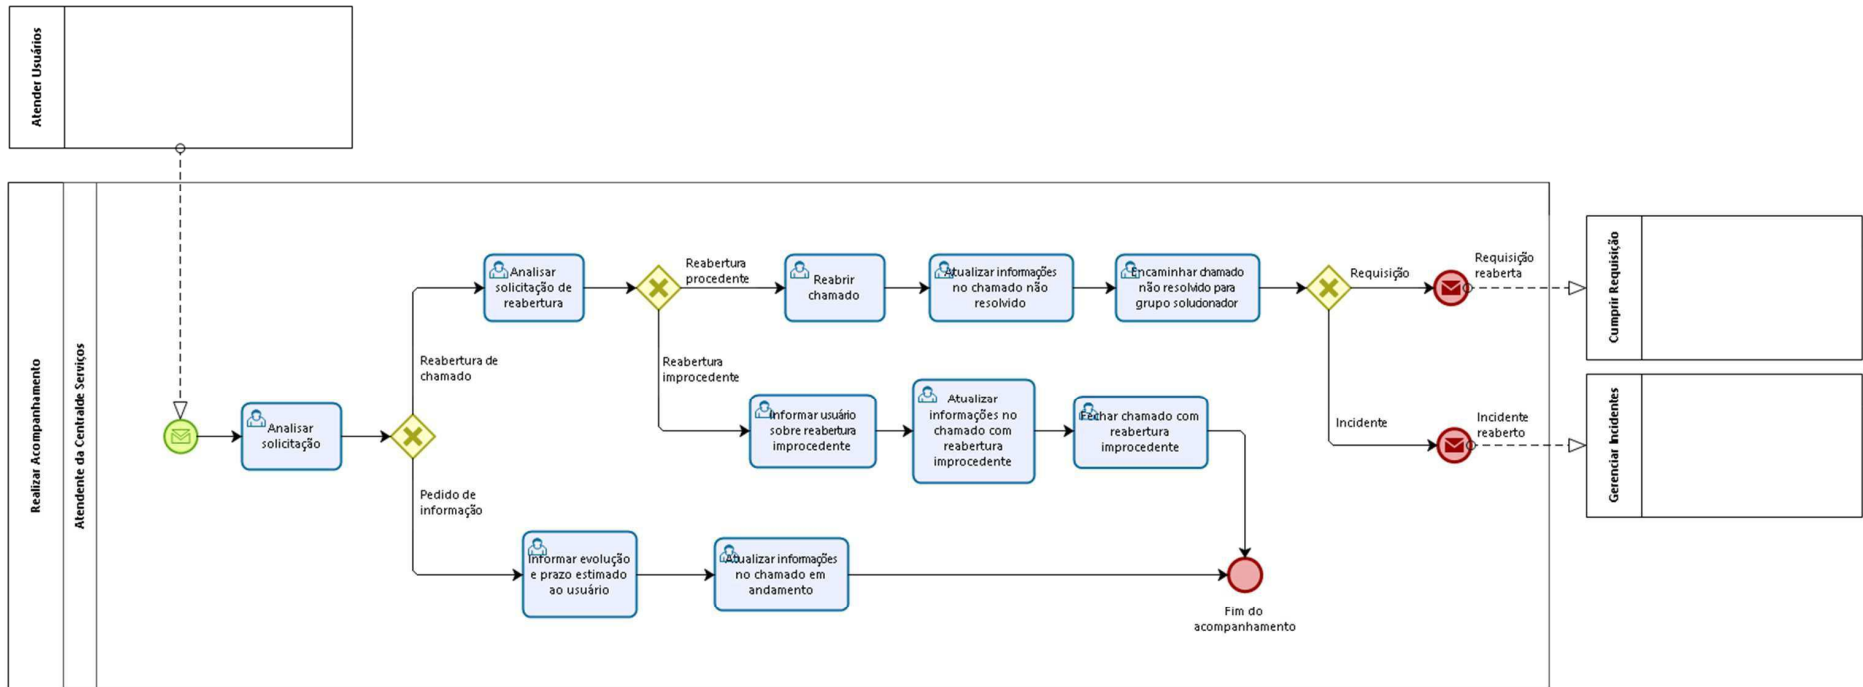 Atender Usuários
Realizar Acompanhamento
Atendente da Centralde Serviços
Analisar
solicitação
Reabertura de
chamado
Pedido de
informação
Analisar
solicitação de
reabertura
Reabertura
procedente
Reabertura
improcedente
Reabrir
chamado
Atualizar informações
no chamado não
resolvido
Encaminhar chamado
não resolvido para
grupo solucionador
Requisição
Requisição
reaberta
Incidente
Incidente
reaberto
Informar usuário
sobre reabertura
improcedente
Atualizar
informações no
chamado com
reabertura
improcedente
Fechar chamado com
reabertura
improcedente
Informar evolução
e prazo estimado
ao usuário
Atualizar informações
no chamado em
andamento
Fim do
acompanhamento
Cumprir Requisição
Gerenciar Incidentes